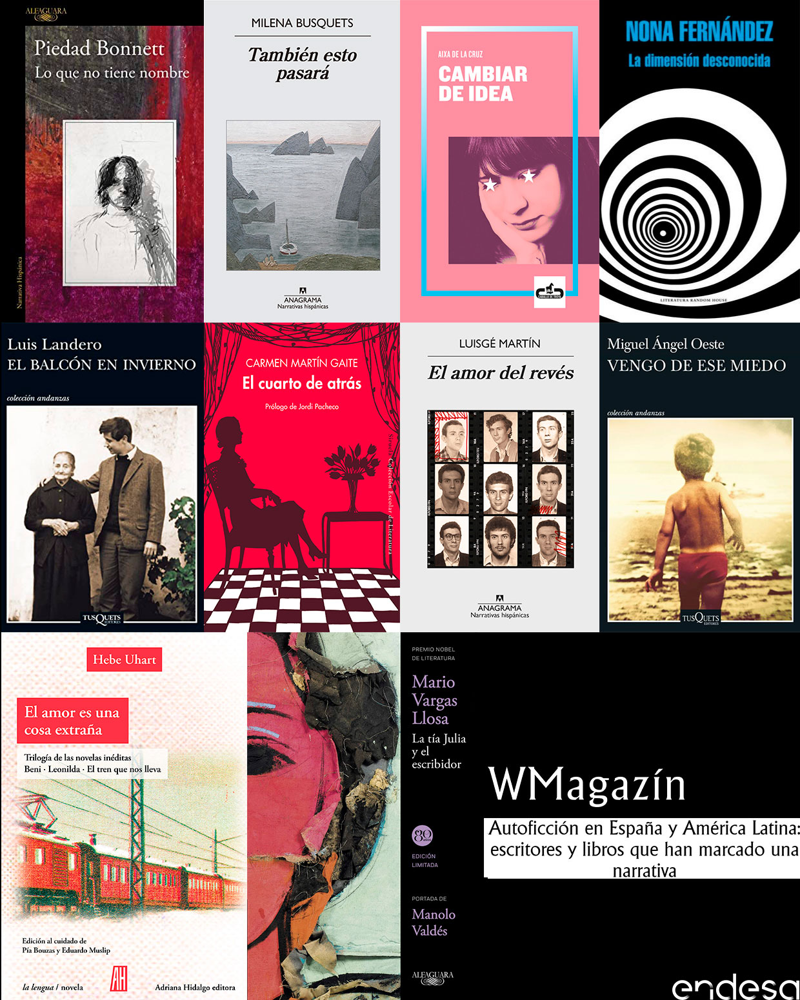 ALFAGUARA
Piedad Bonnett
Lo que no tiene nombre
Narrativa Hispánica
MILENA BUSQUETS
También esto
pasará
ANAGRAMA
Narrativas hispánicas
AIXA DE LA CRUZ
CAMBIAR
DE IDEA
CABALLO DE TROYA
NONA FERNÁNDEZ
La dimensión desconocida
LITERATURA RANDOM HOUSE
Luis Landero
EL BALCÓN EN INVIERNO
colección andanzas
TUSQUETS
EDITORES
CARMEN MARTÍN GAITE
El cuarto de atrás
Prólogo de Jordi Pacheco
Siruela Colección Escolar de Literatura
LUISGÉ MARTÍN
El amor del revés
ANAGRAMA
Narrativas hispánicas
Miguel Ángel Oeste
VENGO DE ESE MIEDO
colección andanzas
TUSQUETS
EDITORES
Hebe Uhart
El amor es una
cosa extraña
Trilogía de las novelas inéditas
Beni · Leonilda · El tren que nos lleva
Edición al cuidado de
Pía Bouzas y Eduardo Muslip
la lengua / novela
AH
Adriana Hidalgo editora
PREMIO NOBEL
DE LITERATURA
Mario
Vargas
Llosa
La tía Julia
y el
escribidor
80
AÑOS
EDICIÓN
LIMITADA
PORTADA DE
Manolo
Valdés
ALFAGUARA
WMagazín
Autoficción en España y América Latina:
escritores y libros que han marcado una
narrativa
endesa